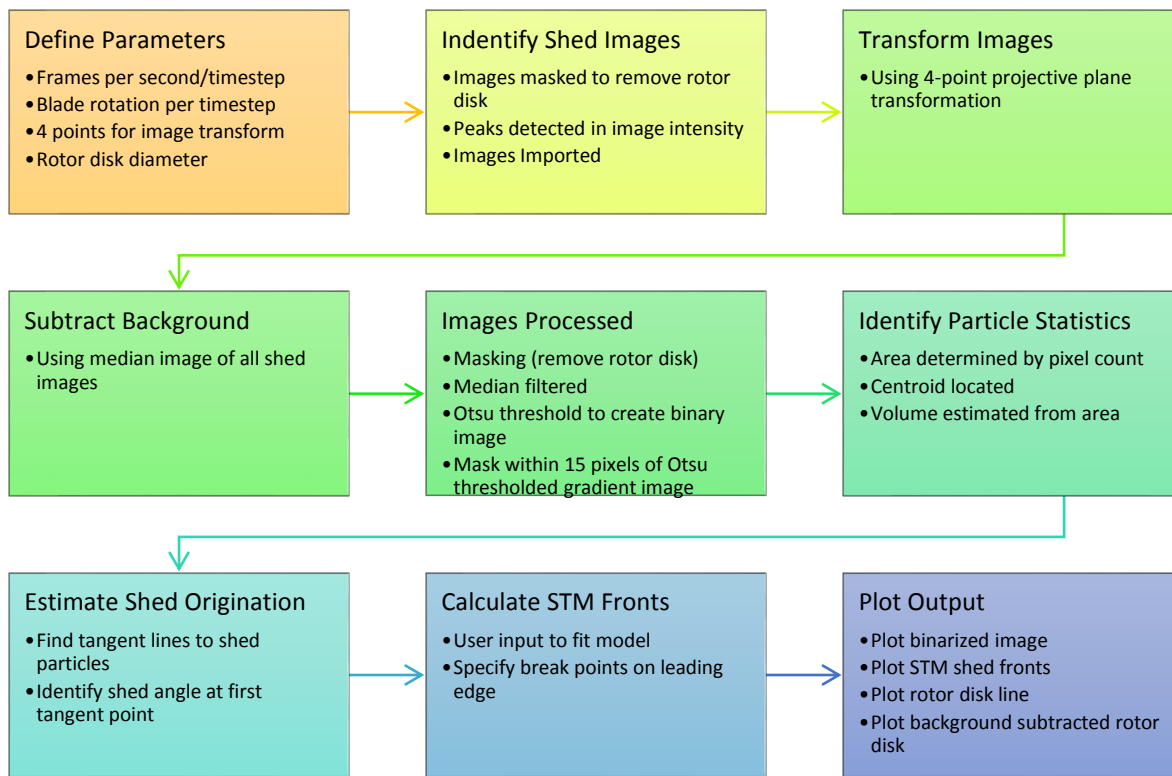 Define Parameters
•Frames per second/timestep
•Blade rotation per timestep
•4 points for image transform
•Rotor disk diameter
Indentify Shed Images
•Images masked to remove rotor
disk
•Peaks detected in image intensity
•Images Imported
Transform Images
•Using 4-point projective plane
transformation
Subtract Background
•Using median image of all shed
images
Images Processed
•Masking (remove rotor disk)
•Median filtered
•Otsu threshold to create binary
image
•Mask within 15 pixels of Otsu
thresholded gradient image
Identify Particle Statistics
•Area determined by pixel count
•Centroid located
•Volume estimated from area
Estimate Shed Origination
•Find tangent lines to shed
particles
•Identify shed angle at first
tangent point
Calculate STM Fronts
•User input to fit model
•Specify break points on leading
edge
Plot Output
•Plot binarized image
•Plot STM shed fronts
•Plot rotor disk line
•Plot background subtracted rotor
disk